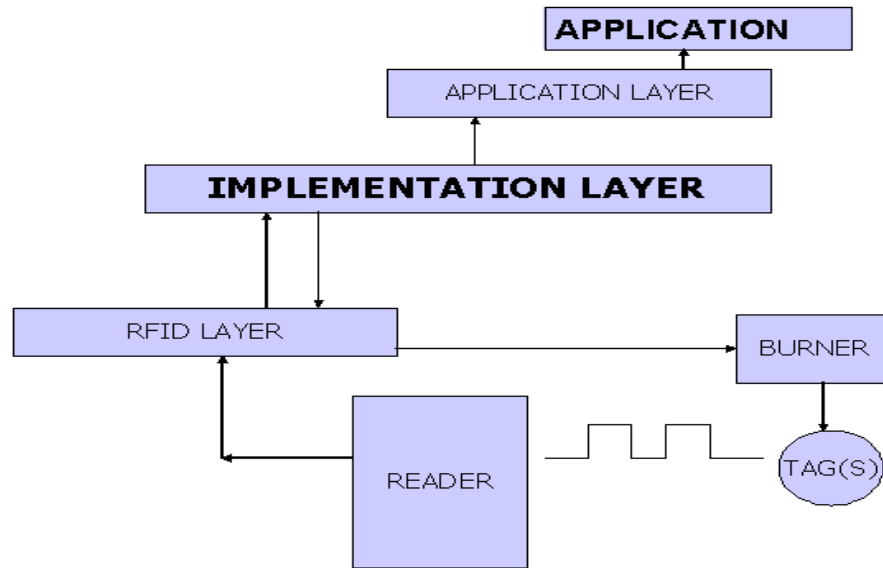 APPLICATION
APPLICATION LAYER
IMPLEMENTATION LAYER
RFID LAYER
BURNER
READER
TAG(S)